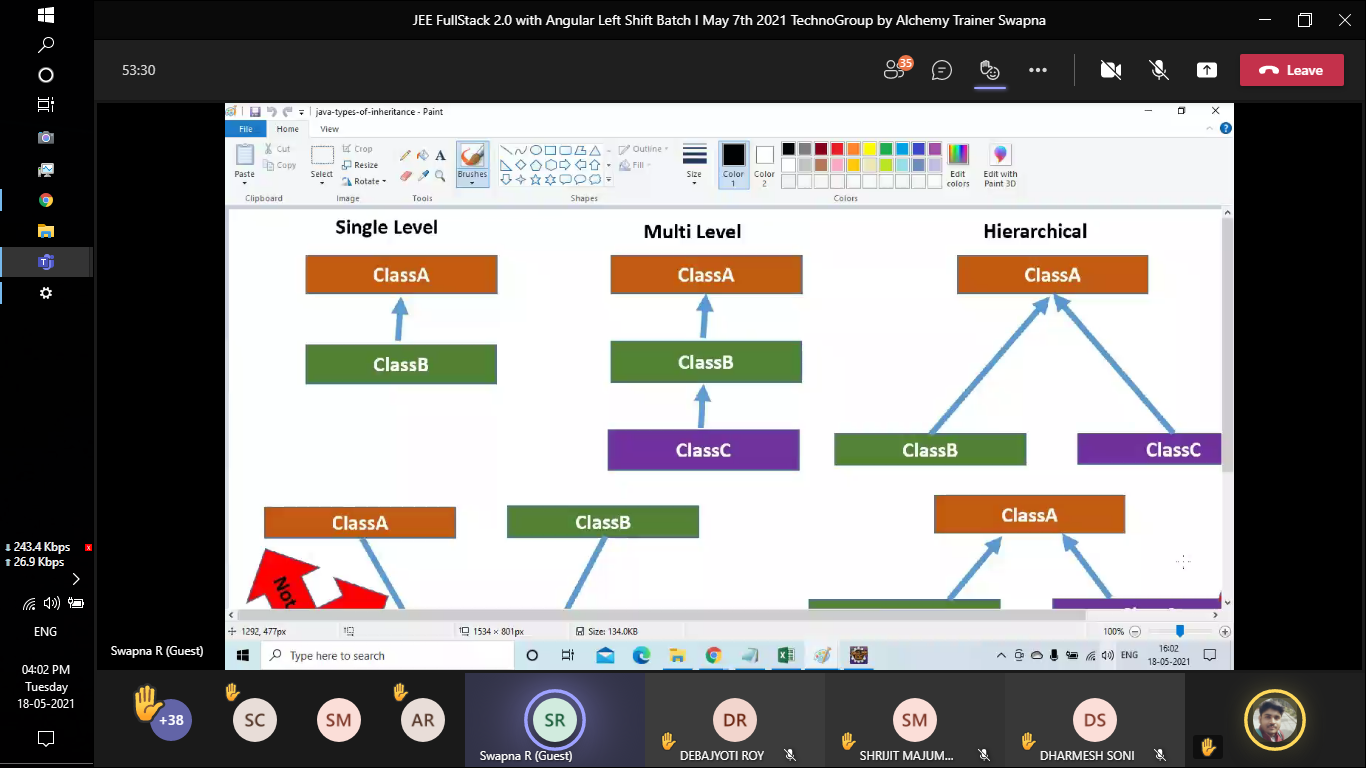 JEE FullStack 2.0 with Angular Left Shift Batch I May 7th 2021 TechnoGroup by Alchemy Trainer Swapna
53:30
35
Leave
java-types-of-inheritance - Paint
File Home View
Paste
Cut
Copy
Clipboard
Select
Crop
Resize
Rotate
Image
A
Tools
Brushes
Outline
Fill
Shapes
Size
Color 1
Color 2
Edit colors
Edit with Paint 3D
Colors
Single Level
Multi Level
Hierarchical
ClassA
ClassA
ClassA
ClassB
ClassB
ClassC
ClassB
ClassC
ClassA
ClassB
ClassA
Not
1292, 477px
1534 × 801px
Size: 134.0KB
100%
Type here to search
ENG
16:02
18-05-2021
Swapna R (Guest)
243.4 Kbps
26.9 Kbps
ENG
04:02 PM
Tuesday
18-05-2021
+38
SC
SM
AR
SR
Swapna R (Guest)
DR
DEBAJYOTI ROY
SM
SHRIJIT MAJUM...
DS
DHARMESH SONI